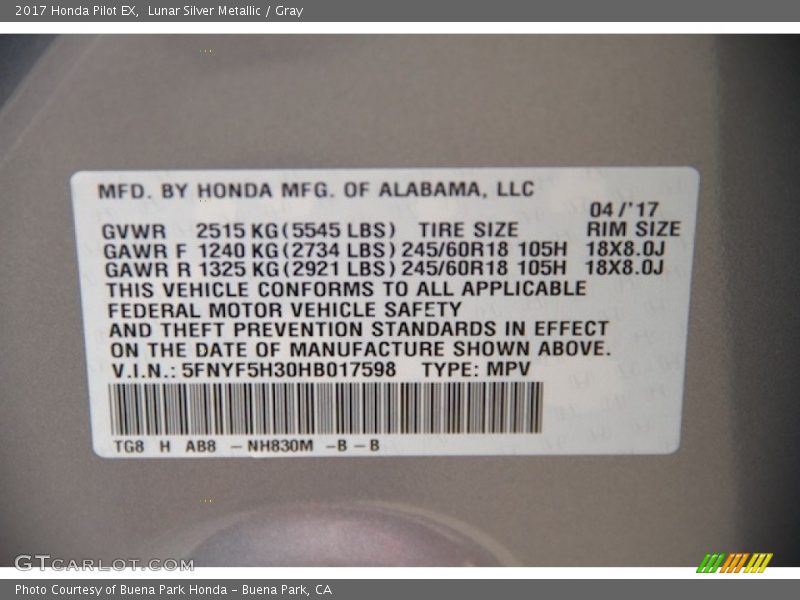 2017 Honda Pilot EX, Lunar Silver Metallic / Gray
MFD. BY HONDA MFG. OF ALABAMA, LLC
04/'17
GVWR 2515 KG (5545 LBS) TIRE SIZE RIM SIZE
GAWR F 1240 KG (2734 LBS) 245/60R18 105H 18X8.0J
GAWR R 1325 KG (2921 LBS) 245/60R18 105H 18X8.0J
THIS VEHICLE CONFORMS TO ALL APPLICABLE
FEDERAL MOTOR VEHICLE SAFETY
AND THEFT PREVENTION STANDARDS IN EFFECT
ON THE DATE OF MANUFACTURE SHOWN ABOVE.
V.I.N.: 5FNYF5H30HB017598 TYPE: MPV
TG8 H AB8 - NH830M - B - B
GTCARLOT.COM
Photo Courtesy of Buena Park Honda - Buena Park, CA